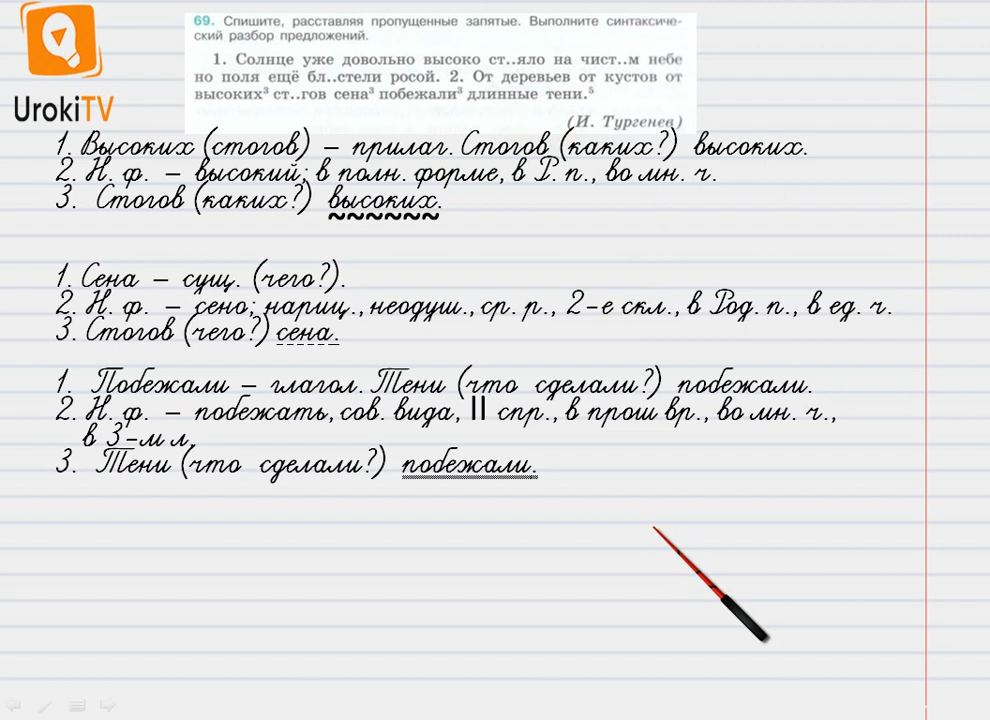 UrokiTV
69. Спишите, расставляя пропущенные запятые. Выполните синтаксиче-
ский разбор предложений.
1. Солнце уже довольно высоко ст..яло на чист..м небе
но поля ещё бл..стели росой. 2. От деревьев от кустов от
высоких³ ст..гов сена³ побежали³ длинные тени.⁵
(И. Тургенев)
1. Высоких (стогов) – прилаг. Стогов (каких?) высоких.
2. Н. ф. – высокий; в полн. форме, в Р. п., во мн. ч.
3. Стогов (каких?) высоких.
1. Сена – сущ. (чего?).
2. Н. ф. – сено; нариц., неодуш., ср. р., 2-е скл., в Род. п., в ед. ч.
3. Стогов (чего?) сена.
1. Побежали – глагол. Тени (что сделали?) побежали.
2. Н. ф. – побежать, сов. вида, II спр., в прош вр., во мн. ч.,
в 3-м л.
3. Тени (что сделали?) побежали.